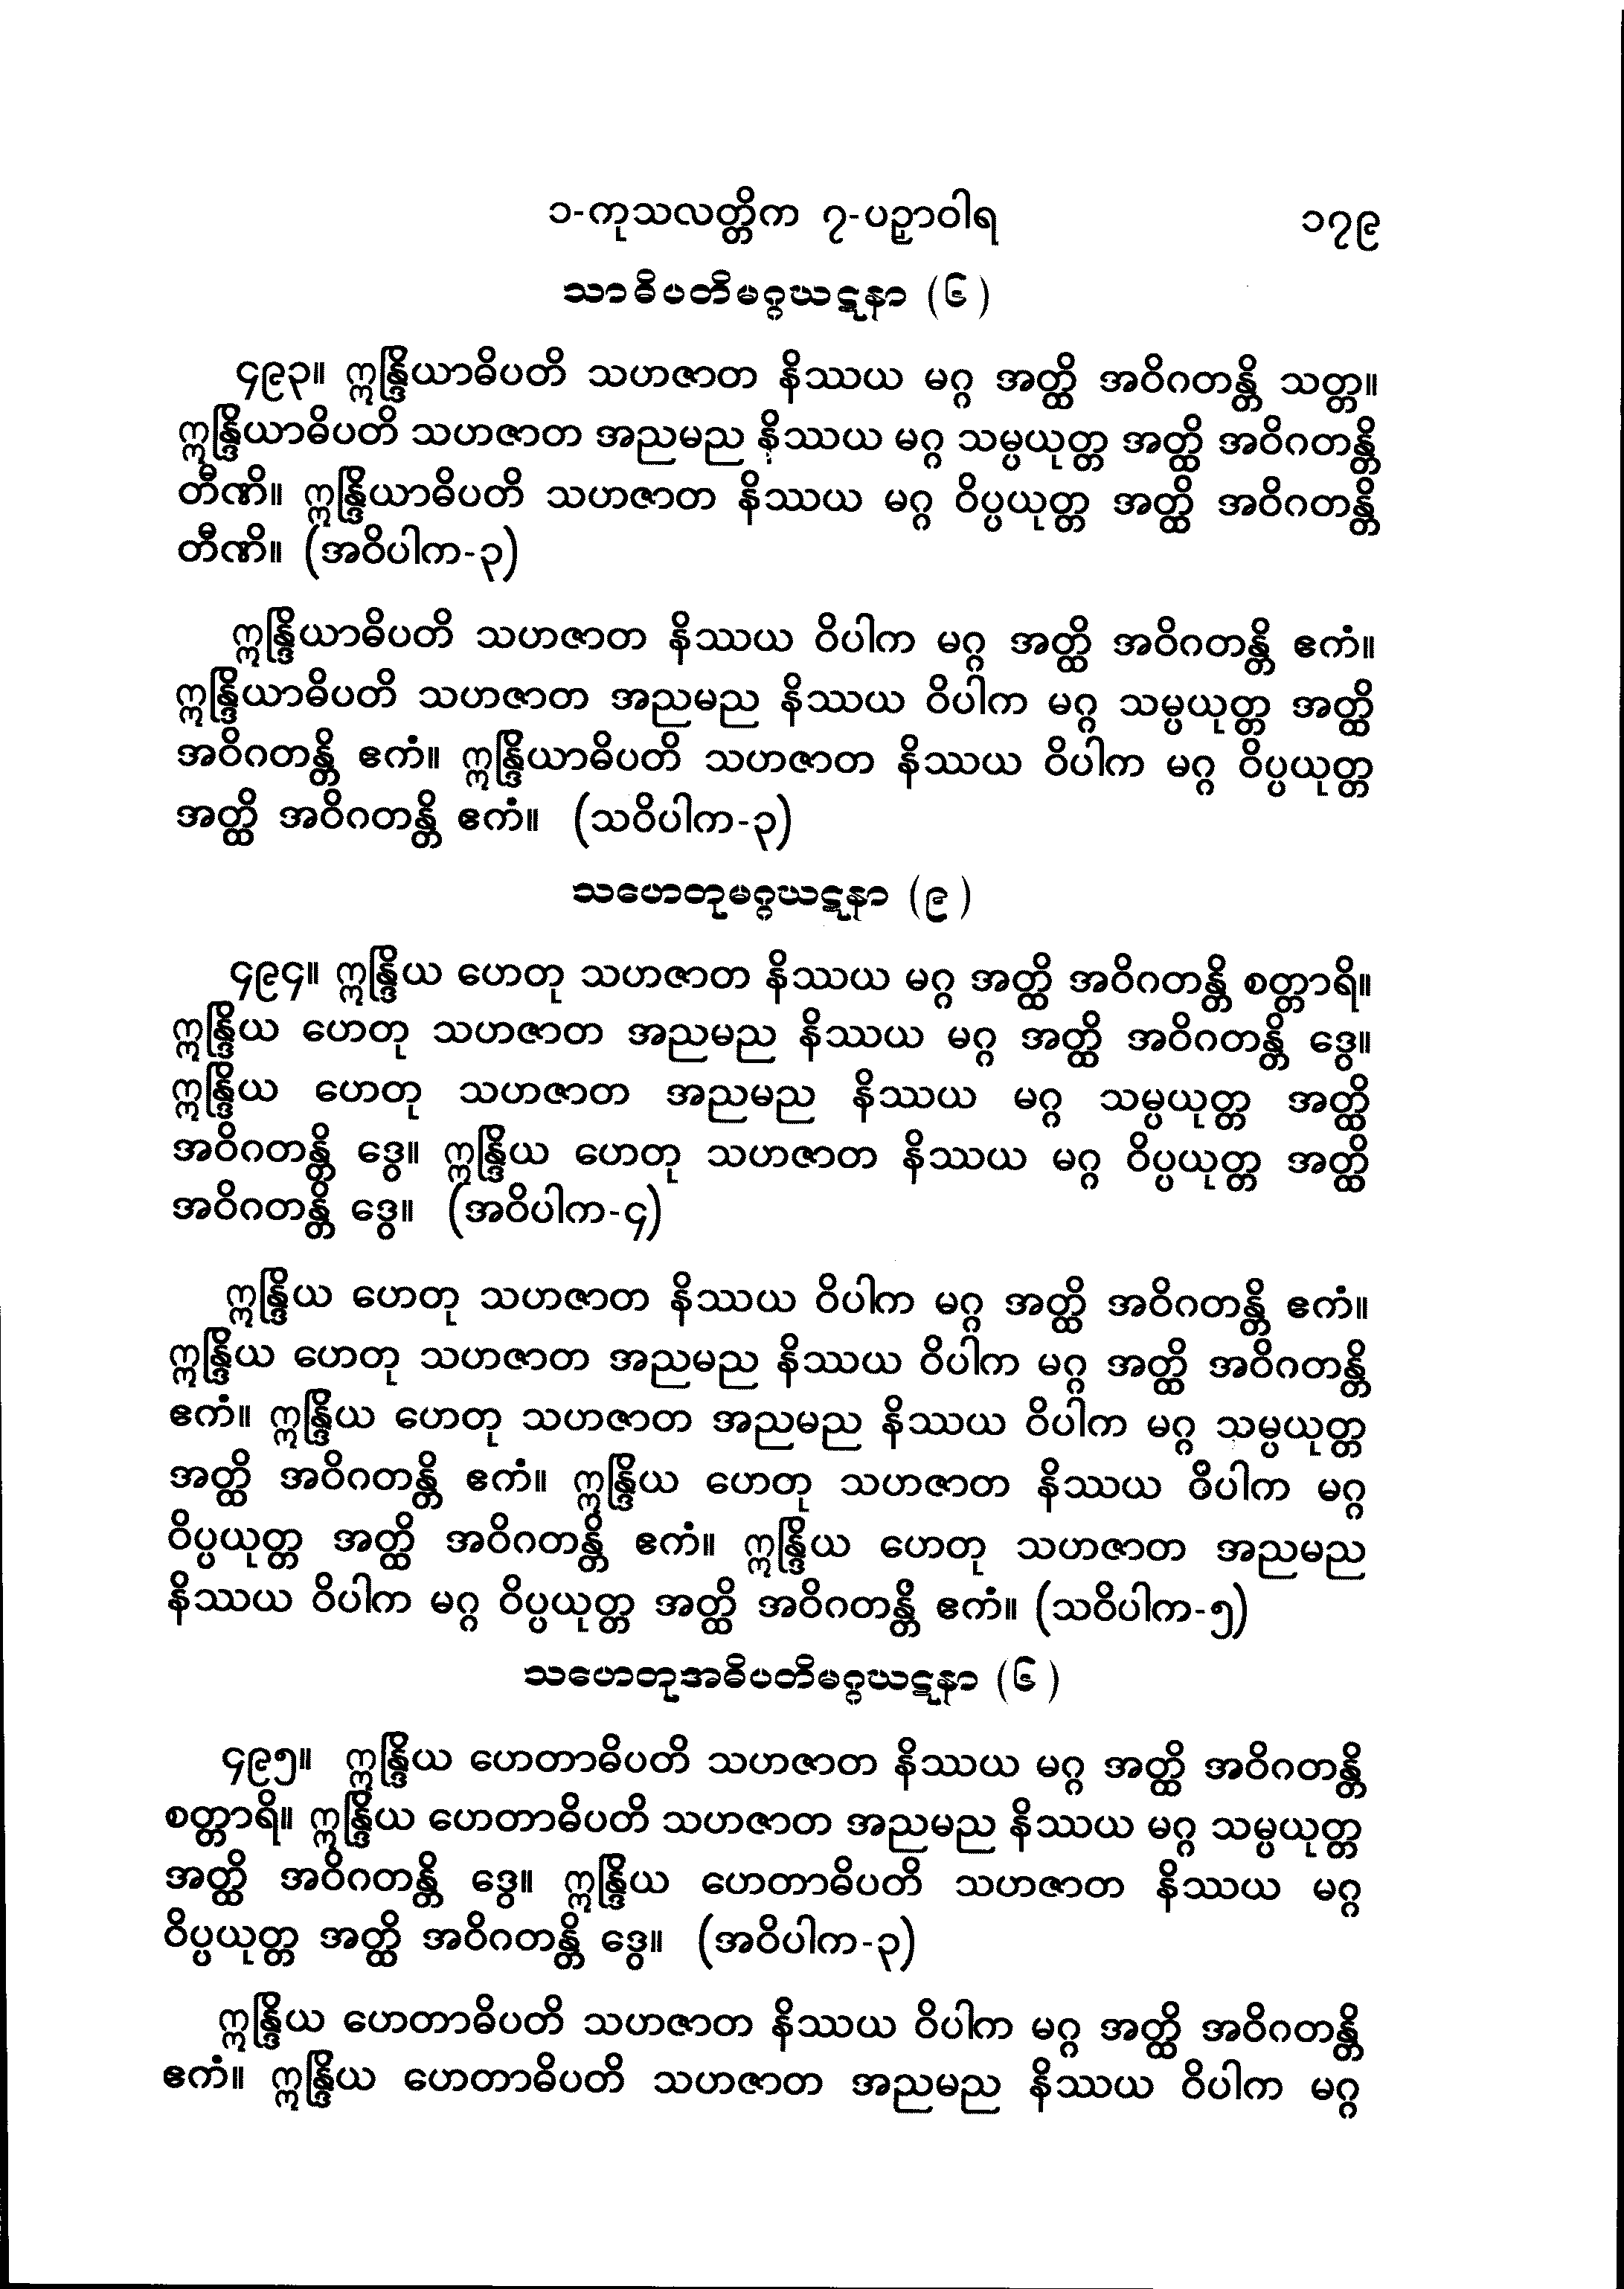 ၁-ကုသလတ္တိက ၇-ပဉှာဝါရ ၁၇၉
သာဓိပတိမဂ္ဂဃဋနာ (၆)
၄၉၃။ ဣန္ဒြိယာဓိပတိ သဟဇာတ နိဿယ မဂ္ဂ အတ္ထိ အဝိဂတန္တိ သတ္တ။
ဣန္ဒြိယာဓိပတိ သဟဇာတ အညမည နိဿယ မဂ္ဂ သမ္ပယုတ္တ အတ္ထိ အဝိဂတန္တိ
တီဏိ။ ဣန္ဒြိယာဓိပတိ သဟဇာတ နိဿယ မဂ္ဂ ဝိပ္ပယုတ္တ အတ္ထိ အဝိဂတန္တိ
တီဏိ။ (အဝိပါက-၃)
ဣန္ဒြိယာဓိပတိ သဟဇာတ နိဿယ ဝိပါက မဂ္ဂ အတ္ထိ အဝိဂတန္တိ ဧကံ။
ဣန္ဒြိယာဓိပတိ သဟဇာတ အညမည နိဿယ ဝိပါက မဂ္ဂ သမ္ပယုတ္တ အတ္ထိ
အဝိဂတန္တိ ဧကံ။ ဣန္ဒြိယာဓိပတိ သဟဇာတ နိဿယ ဝိပါက မဂ္ဂ ဝိပ္ပယုတ္တ
အတ္ထိ အဝိဂတန္တိ ဧကံ။ (သဝိပါက-၃)
သဟေတုမဂ္ဂဃဋနာ (၉)
၄၉၄။ ဣန္ဒြိယ ဟေတု သဟဇာတ နိဿယ မဂ္ဂ အတ္ထိ အဝိဂတန္တိ စတ္တာရိ။
ဣန္ဒြိယ ဟေတု သဟဇာတ အညမည နိဿယ မဂ္ဂ အတ္ထိ အဝိဂတန္တိ ဒွေ။
ဣန္ဒြိယ ဟေတု သဟဇာတ အညမည နိဿယ မဂ္ဂ သမ္ပယုတ္တ အတ္ထိ
အဝိဂတန္တိ ဒွေ။ ဣန္ဒြိယ ဟေတု သဟဇာတ နိဿယ မဂ္ဂ ဝိပ္ပယုတ္တ အတ္ထိ
အဝိဂတန္တိ ဒွေ။ (အဝိပါက-၄)
ဣန္ဒြိယ ဟေတု သဟဇာတ နိဿယ ဝိပါက မဂ္ဂ အတ္ထိ အဝိဂတန္တိ ဧကံ။
ဣန္ဒြိယ ဟေတု သဟဇာတ အညမည နိဿယ ဝိပါက မဂ္ဂ အတ္ထိ အဝိဂတန္တိ
ဧကံ။ ဣန္ဒြိယ ဟေတု သဟဇာတ အညမည နိဿယ ဝိပါက မဂ္ဂ သမ္ပယုတ္တ
အတ္ထိ အဝိဂတန္တိ ဧကံ။ ဣန္ဒြိယ ဟေတု သဟဇာတ နိဿယ ဝိပါက မဂ္ဂ
ဝိပ္ပယုတ္တ အတ္ထိ အဝိဂတန္တိ ဧကံ။ ဣန္ဒြိယ ဟေတု သဟဇာတ အညမည
နိဿယ ဝိပါက မဂ္ဂ ဝိပ္ပယုတ္တ အတ္ထိ အဝိဂတန္တိ ဧကံ။ (သဝိပါက-၅)
သဟေတုအဓိပတိမဂ္ဂဃဋနာ (၆)
၄၉၅။ ဣန္ဒြိယ ဟေတာဓိပတိ သဟဇာတ နိဿယ မဂ္ဂ အတ္ထိ အဝိဂတန္တိ
စတ္တာရိ။ ဣန္ဒြိယ ဟေတာဓိပတိ သဟဇာတ အညမည နိဿယ မဂ္ဂ သမ္ပယုတ္တ
အတ္ထိ အဝိဂတန္တိ ဒွေ။ ဣန္ဒြိယ ဟေတာဓိပတိ သဟဇာတ နိဿယ မဂ္ဂ
ဝိပ္ပယုတ္တ အတ္ထိ အဝိဂတန္တိ ဒွေ။ (အဝိပါက-၃)
ဣန္ဒြိယ ဟေတာဓိပတိ သဟဇာတ နိဿယ ဝိပါက မဂ္ဂ အတ္ထိ အဝိဂတန္တိ
ဧကံ။ ဣန္ဒြိယ ဟေတာဓိပတိ သဟဇာတ အညမည နိဿယ ဝိပါက မဂ္ဂ